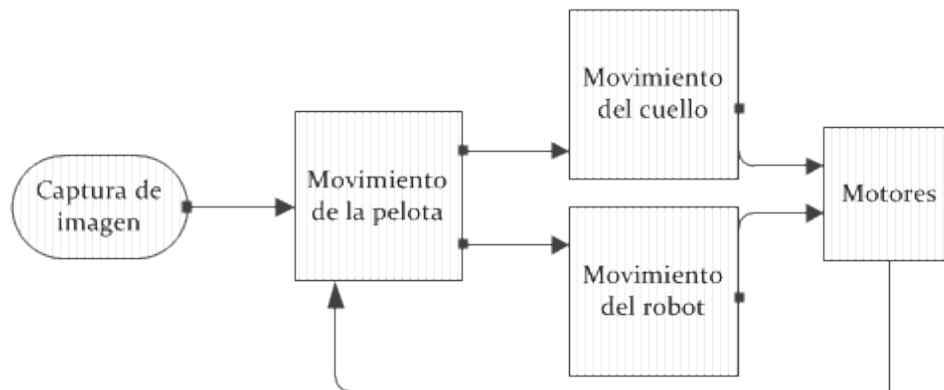 Captura de
imagen
Movimiento
de la pelota
Movimiento
del cuello
Movimiento
del robot
Motores